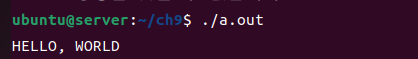 ubuntu@server:~/ch9$ ./a.out
HELLO, WORLD